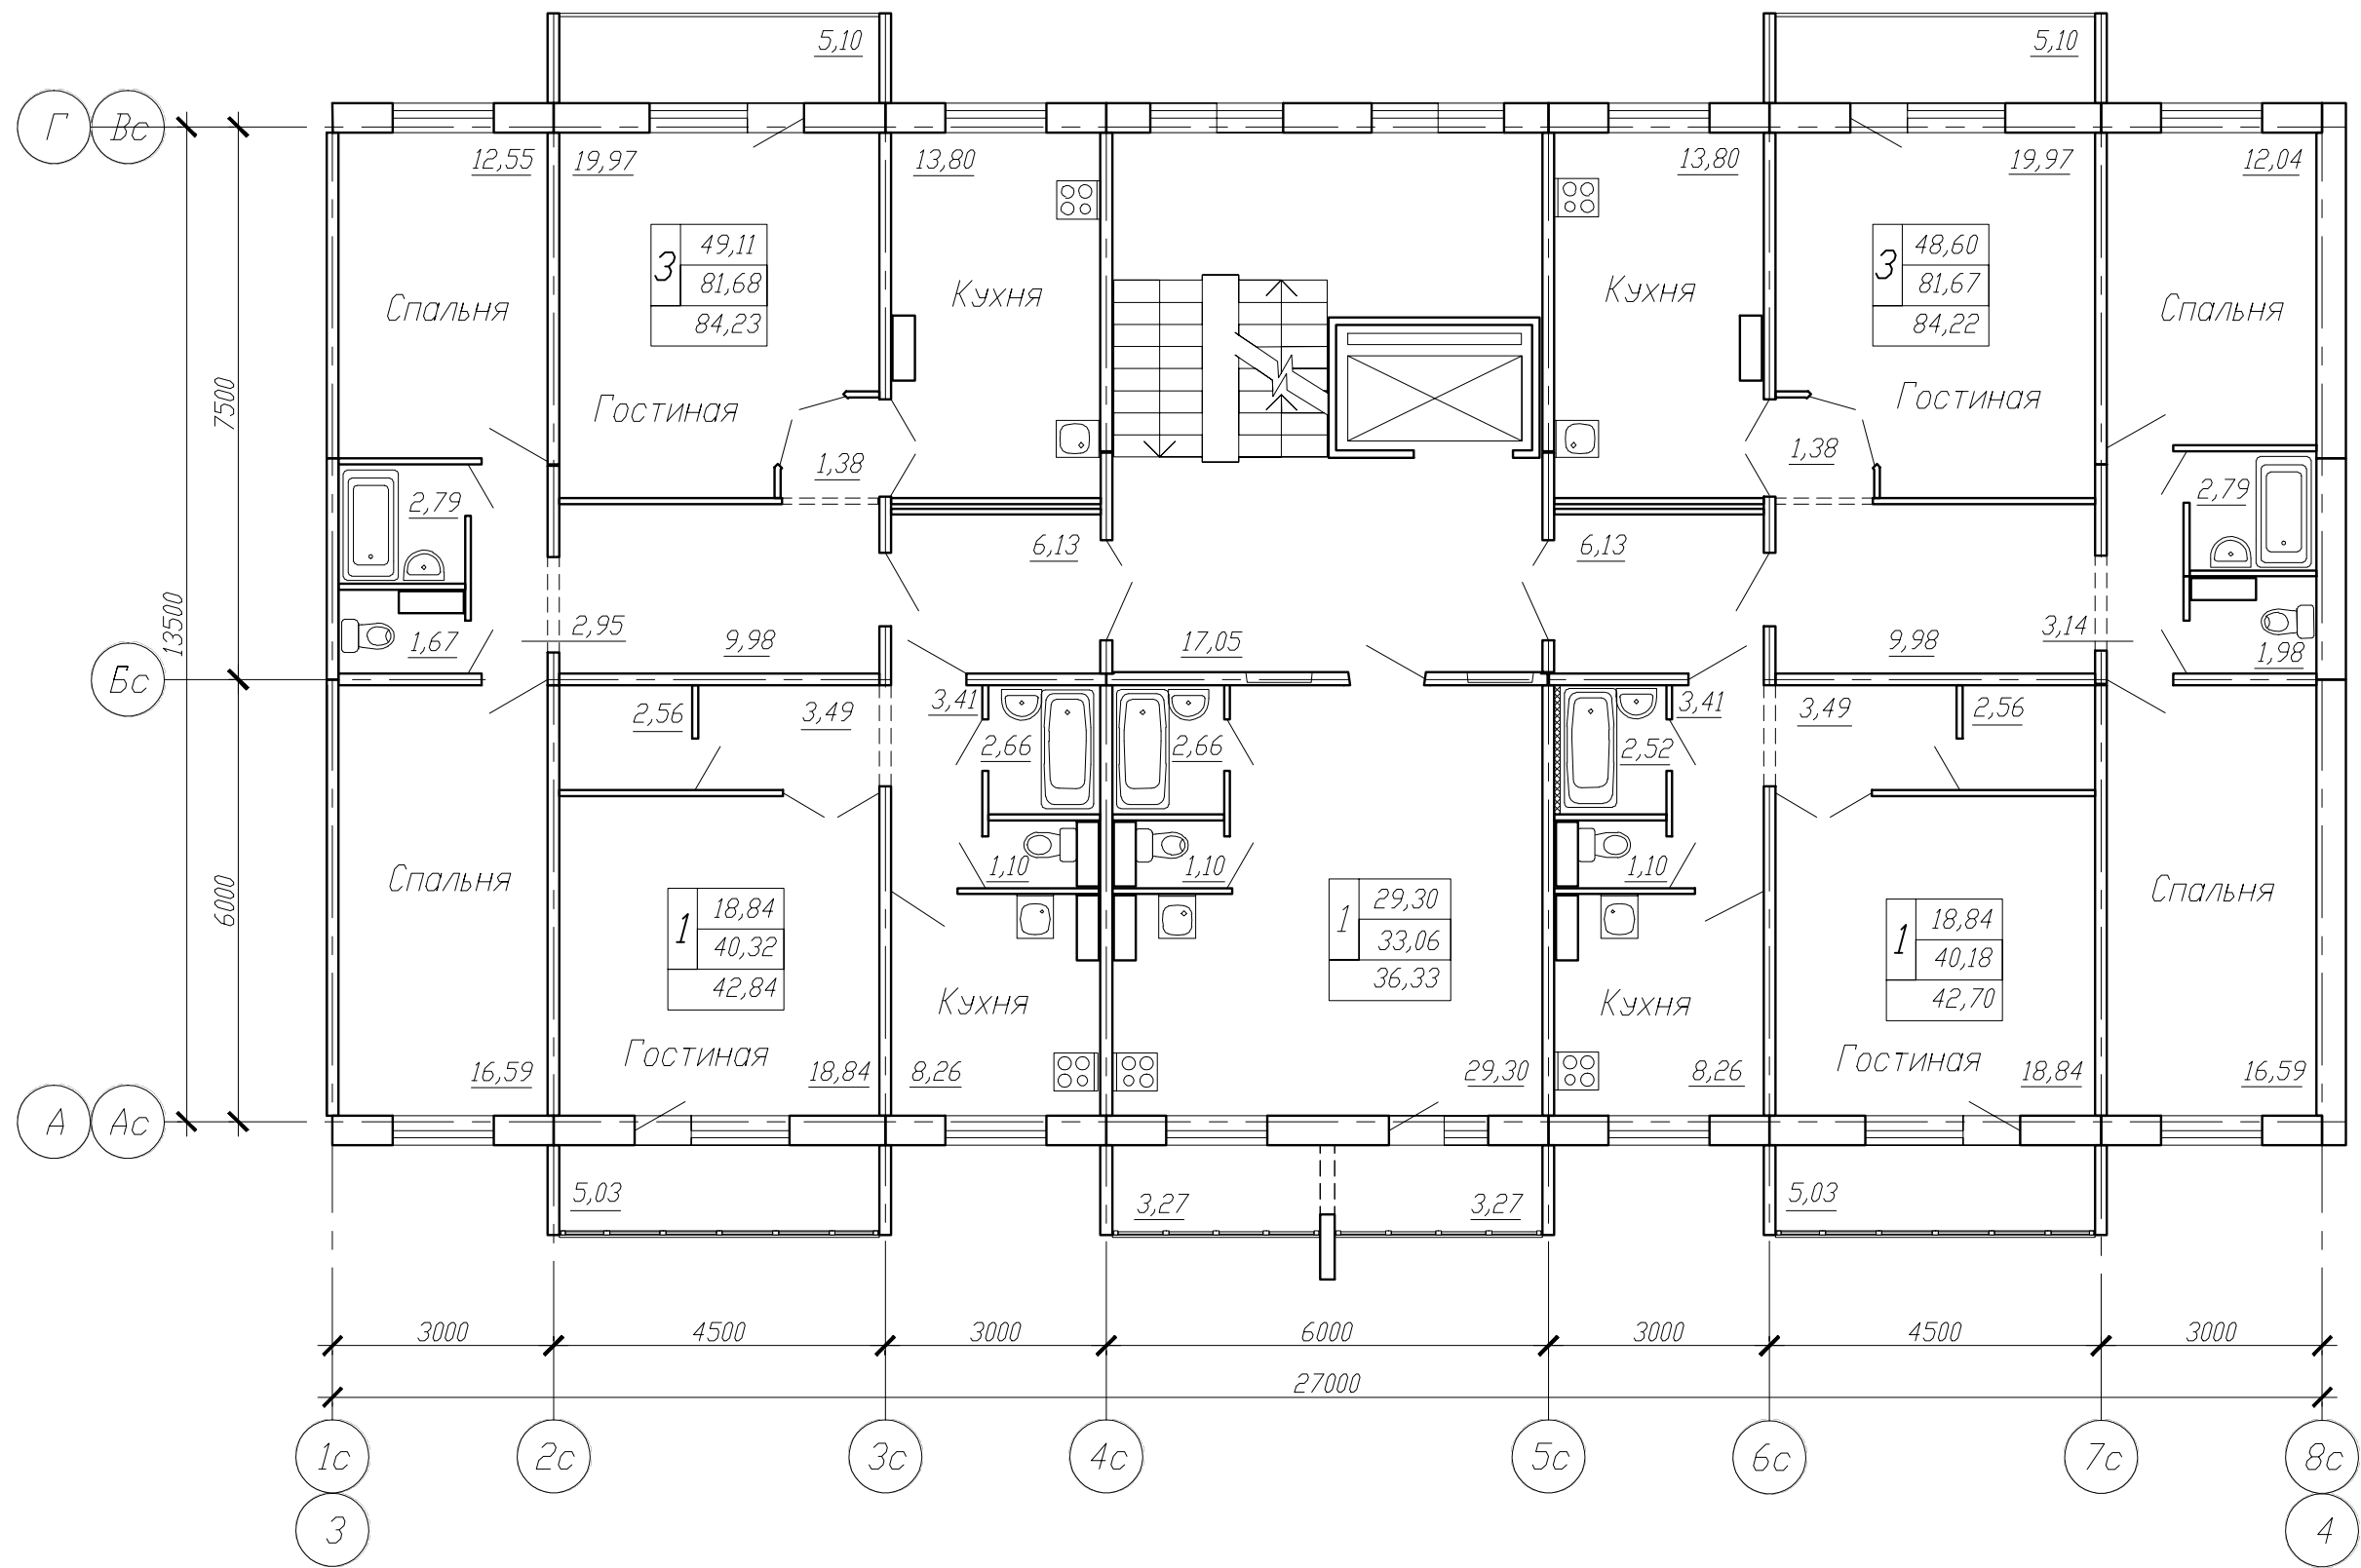 5,10 5,10
Г Вс
12,55 19,97 13,80 13,80 19,97 12,04
3 49,11 3 48,60
81,68 81,67
84,23 84,22
Спальня Кухня Кухня Спальня
Гостиная Гостиная
7500
1,38 1,38
2,79 2,79
6,13 6,13
13500
2,95 9,98 17,05 9,98 3,14
1,67 1,98
Бс
2,56 3,49 3,41 3,41 3,49 2,56
2,66 2,66 2,52
1,10 1,10 1,10
Спальня Спальня
6000
1 18,84 1 29,30 1 18,84
40,32 33,06 40,18
42,84 36,33 42,70
Кухня Кухня
Гостиная Гостиная
16,59 18,84 8,26 29,30 8,26 18,84 16,59
А Ас
5,03 3,27 3,27 5,03
3000 4500 3000 6000 3000 4500 3000
27000
1с 2с 3с 4с 5с 6с 7с 8с
3 4